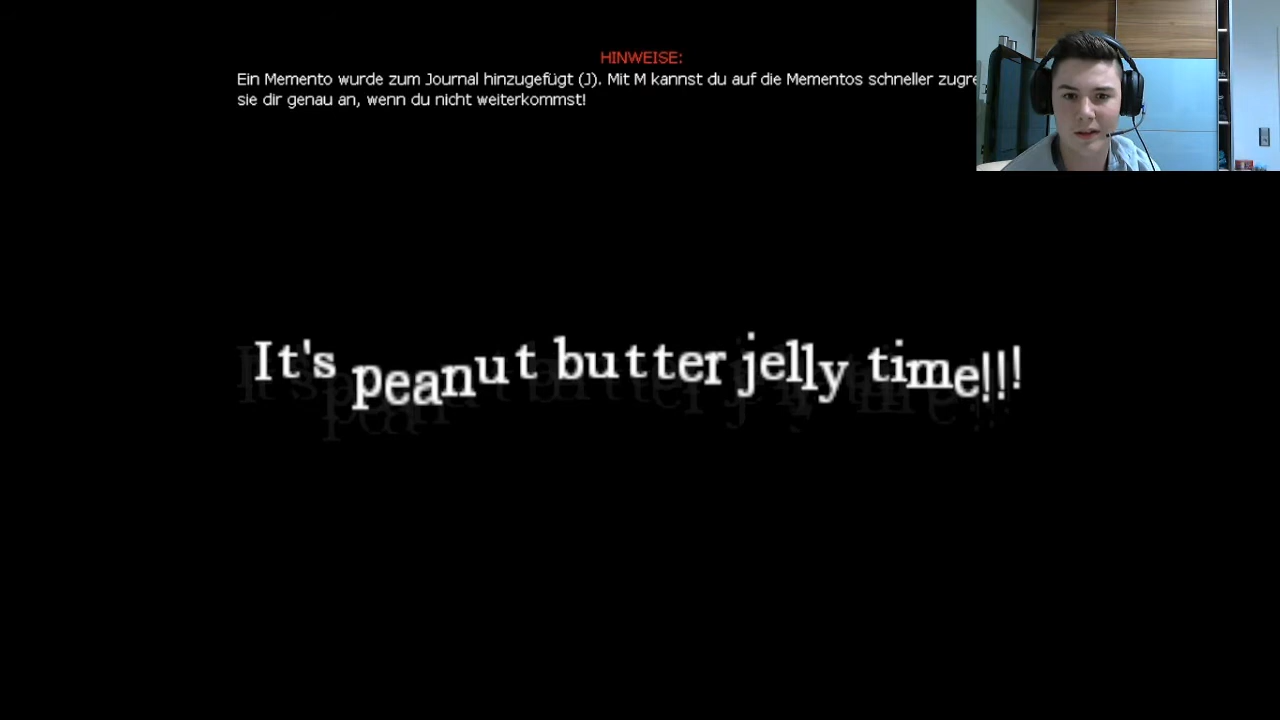 HINWEISE:
Ein Memento wurde zum Journal hinzugefügt (J). Mit M kannst du auf die Mementos schneller
sie dir genau an, wenn du nicht weiterkommst!
It's peanut butter jelly time!!!